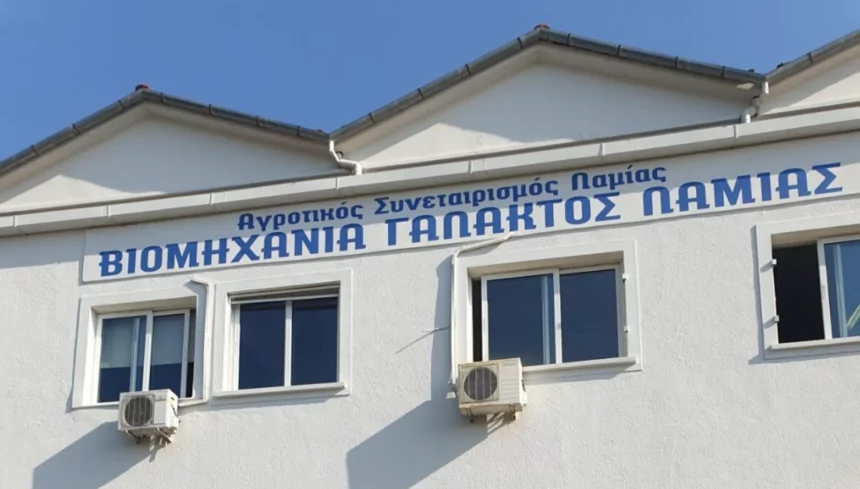 Αγροτικός Συνεταιρισμός Λαμίας
ΒΙΟΜΗΧΑΝΙΑ ΓΑΛΑΚΤΟΣ ΛΑΜΙΑΣ